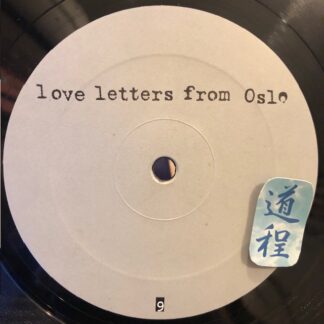 love letters from Oslo
道
程
9